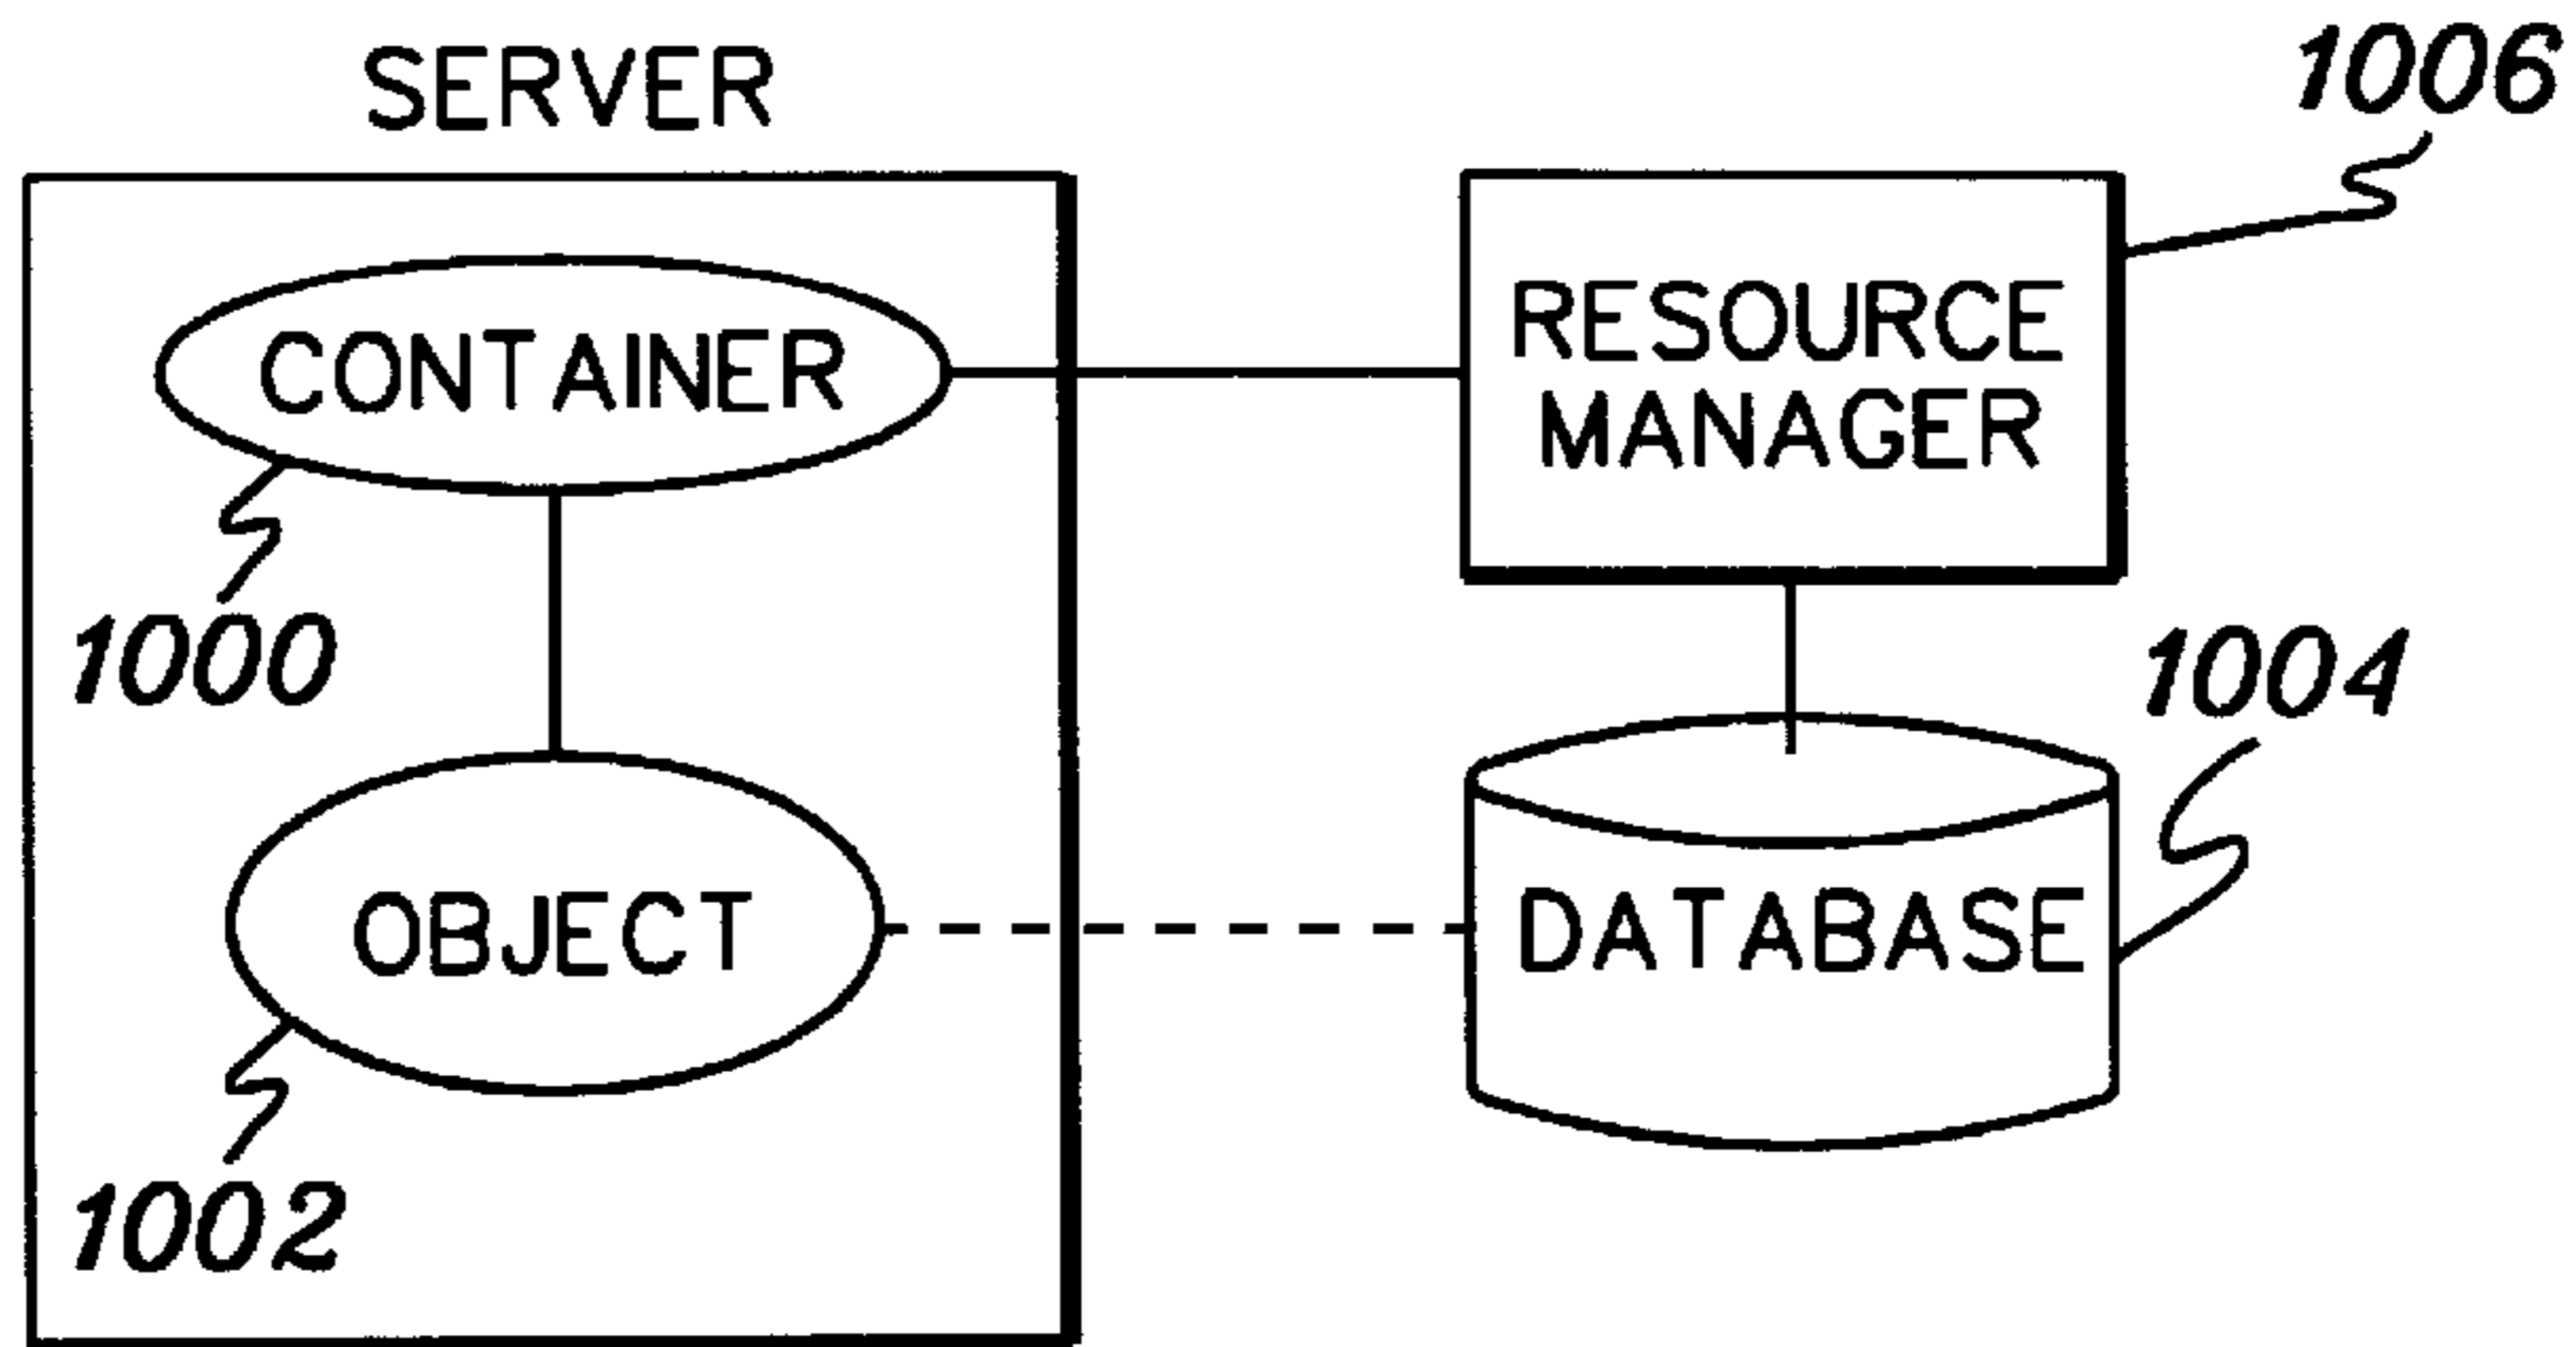 SERVER
1006
CONTAINER
RESOURCE
MANAGER
1000
1004
OBJECT
DATABASE
1002